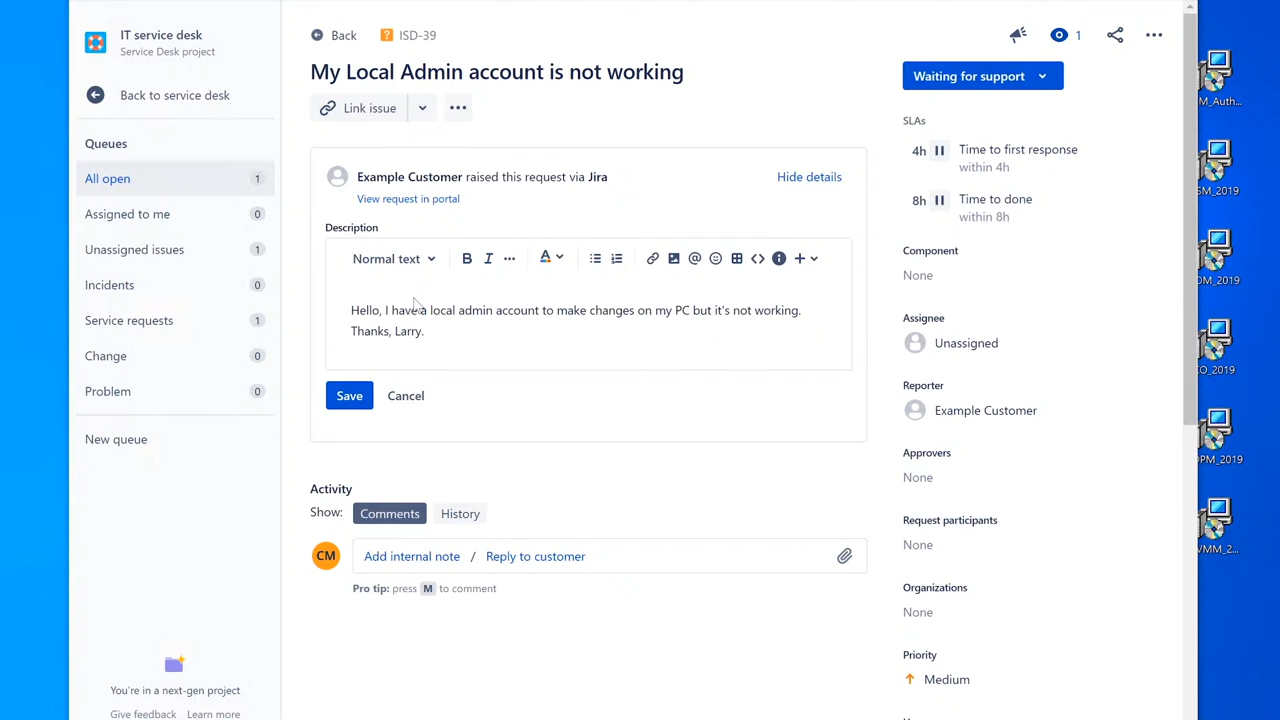 IT service desk
Service Desk project
Back to service desk
Queues
All open 1
Assigned to me 0
Unassigned issues 1
Incidents 0
Service requests 1
Change 0
Problem 0
New queue
You're in a next-gen project
Give feedback Learn more
Back ISD-39
1
My Local Admin account is not working
Link issue
Example Customer raised this request via Jira
Hide details
View request in portal
Description
Normal text B I A @
Hello, I have a local admin account to make changes on my PC but it's not working.
Thanks, Larry.
Save Cancel
Activity
Show: Comments History
CM Add internal note / Reply to customer
Pro tip: press M to comment
Waiting for support
SLAs
4h Time to first response
within 4h
8h Time to done
within 8h
Component
None
Assignee
Unassigned
Reporter
Example Customer
Approvers
None
Request participants
None
Organizations
None
Priority
Medium
M_Auth...
SM_2019
OM_2019
CO_2019
DPM_2019
VMM_2...